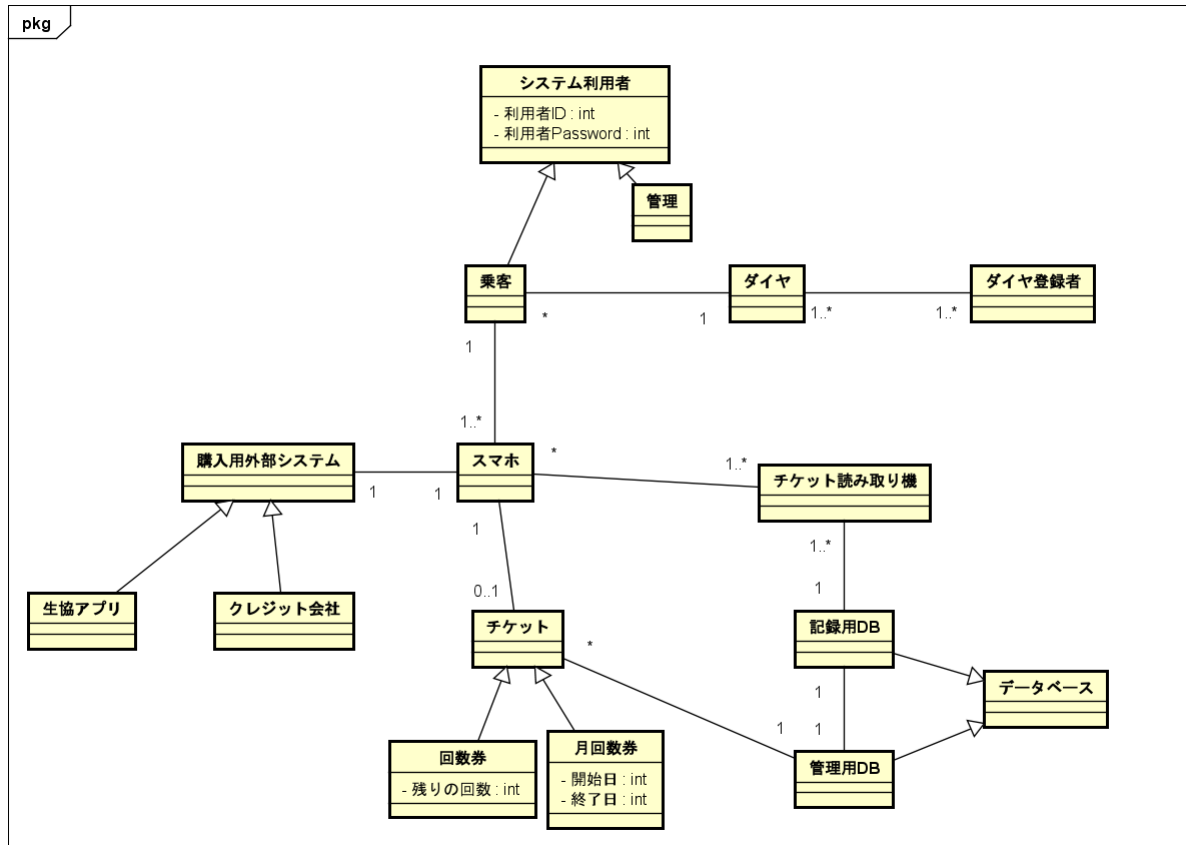 pkg
システム利用者
- 利用者ID : int
- 利用者Password : int
管理
乗客
ダイヤ
ダイヤ登録者
*
1
1..*
1..*
1
1..*
購入用外部システム
スマホ
*
1..*
チケット読み取り機
1
1
1
1..*
0..1
1
生協アプリ
クレジット会社
チケット
*
記録用DB
データベース
1
1
1
回数券
- 残りの回数 : int
月回数券
- 開始日 : int
- 終了日 : int
管理用DB